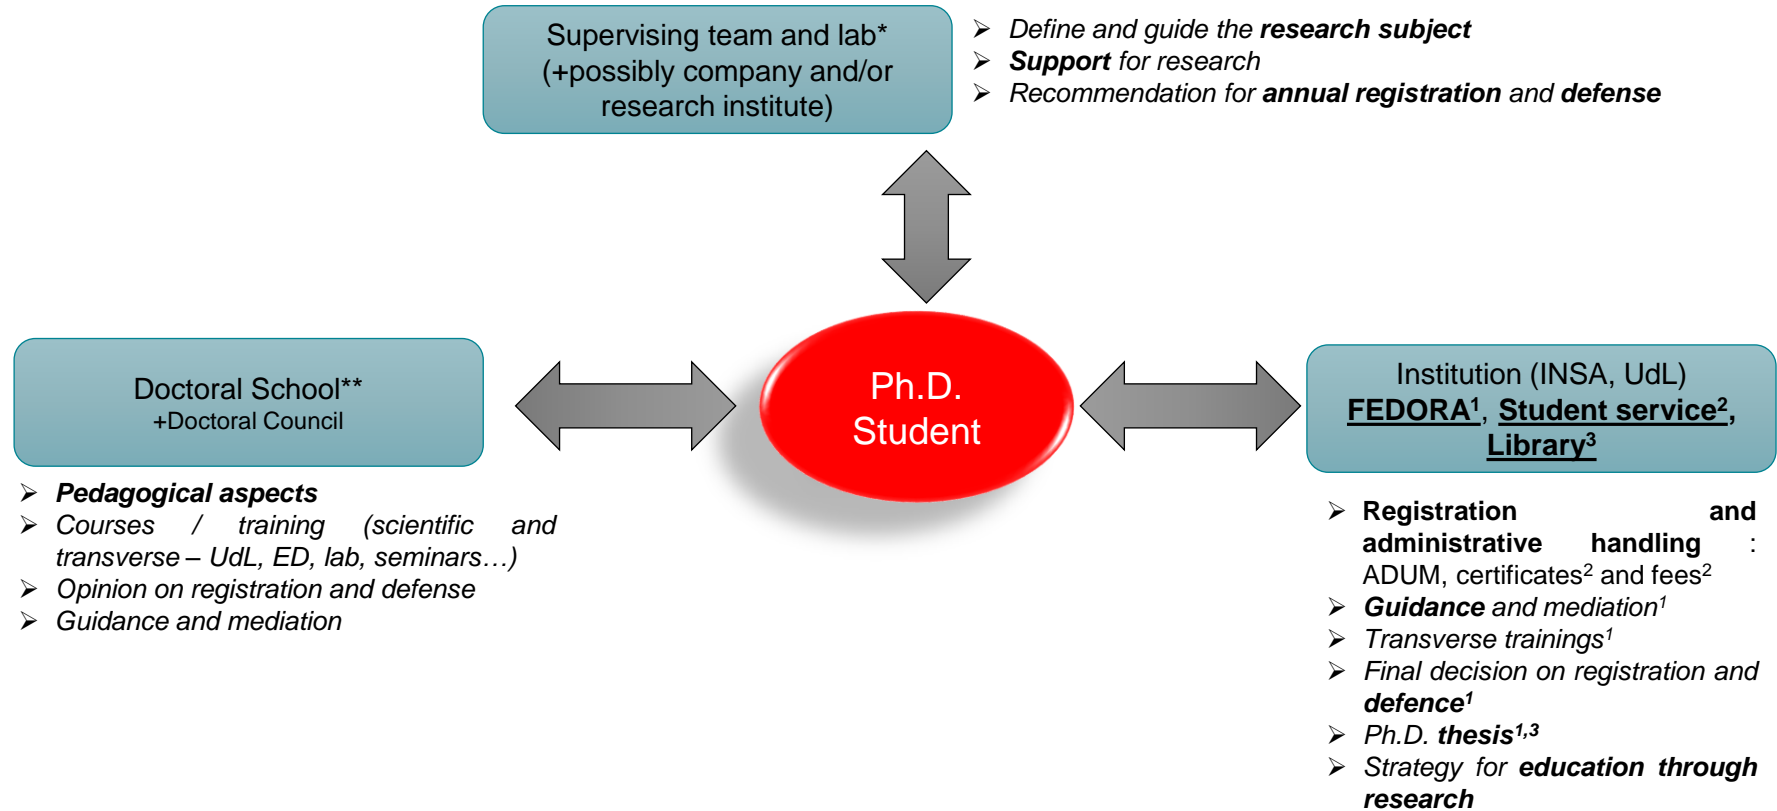 Supervising team and lab*
(+possibly company and/or
research institute)
➢ Define and guide the research subject
➢ Support for research
➢ Recommendation for annual registration and defense
Doctoral School**
+Doctoral Council
Ph.D.
Student
Institution (INSA, UdL)
FEDORA¹, Student service²,
Library³
➢ Pedagogical aspects
➢ Courses / training (scientific and
transverse – UdL, ED, lab, seminars…)
➢ Opinion on registration and defense
➢ Guidance and mediation
➢ Registration and
administrative handling :
ADUM, certificates² and fees²
➢ Guidance and mediation¹
➢ Transverse trainings¹
➢ Final decision on registration and
defence¹
➢ Ph.D. thesis¹,³
➢ Strategy for education through
research